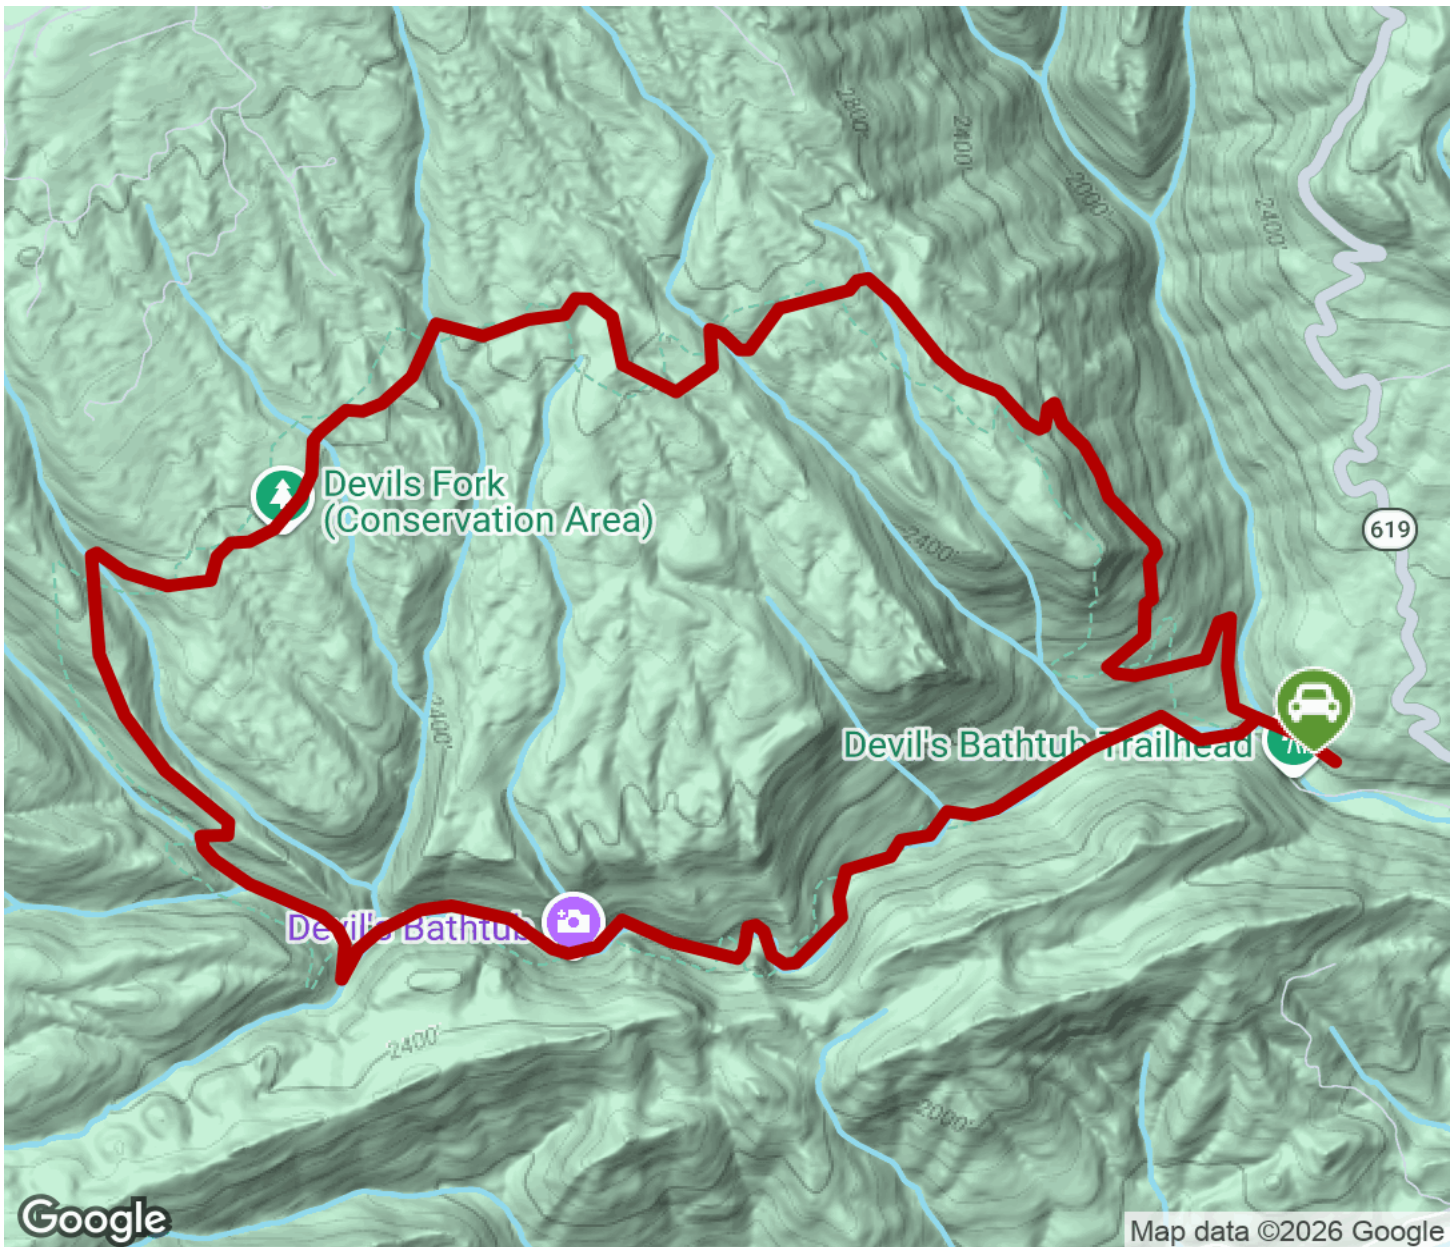 2800'
2400'
2000'
2400'
Devils Fork
(Conservation Area)
619
2400'
2400'
Devil's Bathtub Trailhead
Devil's Bathtub
2400'
2000'
Google
Map data ©2026 Google